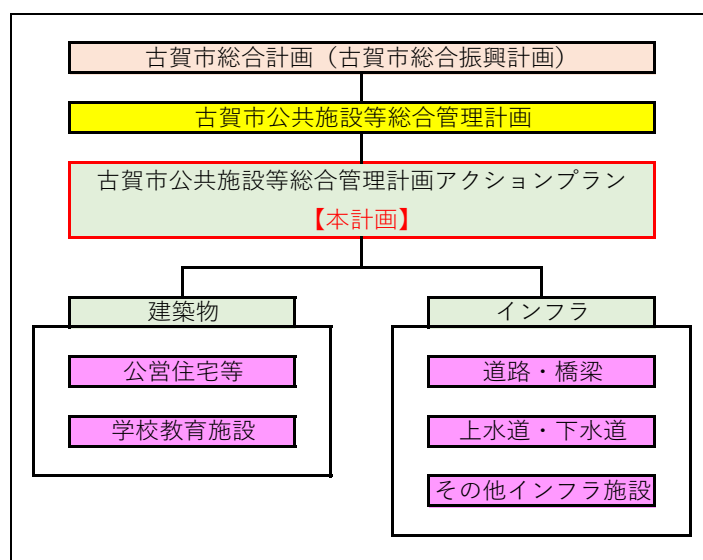 古賀市総合計画（古賀市総合振興計画）
古賀市公共施設等総合管理計画
古賀市公共施設等総合管理計画アクションプラン
【本計画】
建築物
公営住宅等
学校教育施設
インフラ
道路・橋梁
上水道・下水道
その他インフラ施設